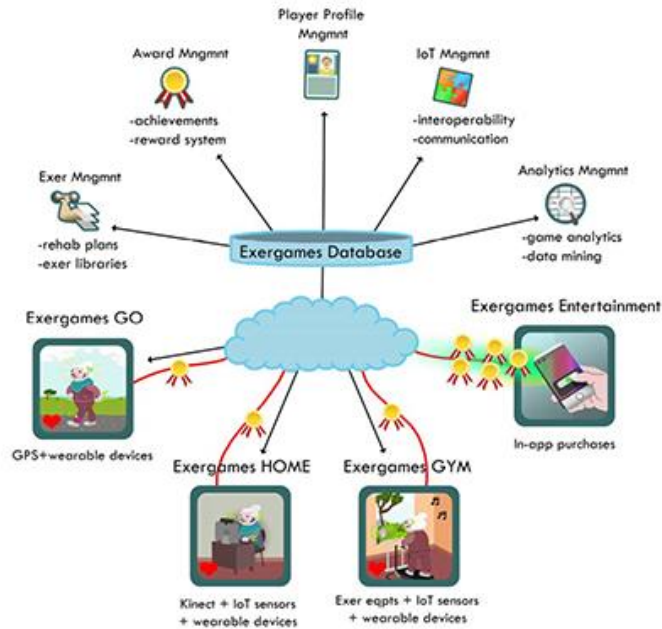 Player Profile
Mngmnt
Award Mngmnt
-achievements
-reward system
IoT Mngmnt
-interoperability
-communication
Exer Mngmnt
-rehab plans
-exer libraries
Analytics Mngmnt
-game analytics
-data mining
Exergames Database
Exergames GO
GPS+wearable devices
Exergames Entertainment
In-app purchases
Exergames HOME
Kinect + IoT sensors
+ wearable devices
Exergames GYM
Exer eqpts + IoT sensors
+ wearable devices